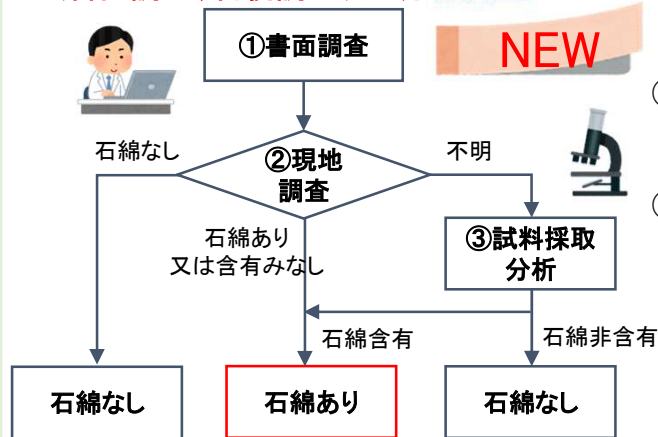 ①書面調査
NEW
石綿なし
②現地
調査
不明
石綿あり
又は含有みなし
③試料採取
分析
石綿含有
石綿非含有
石綿なし
石綿あり
石綿なし